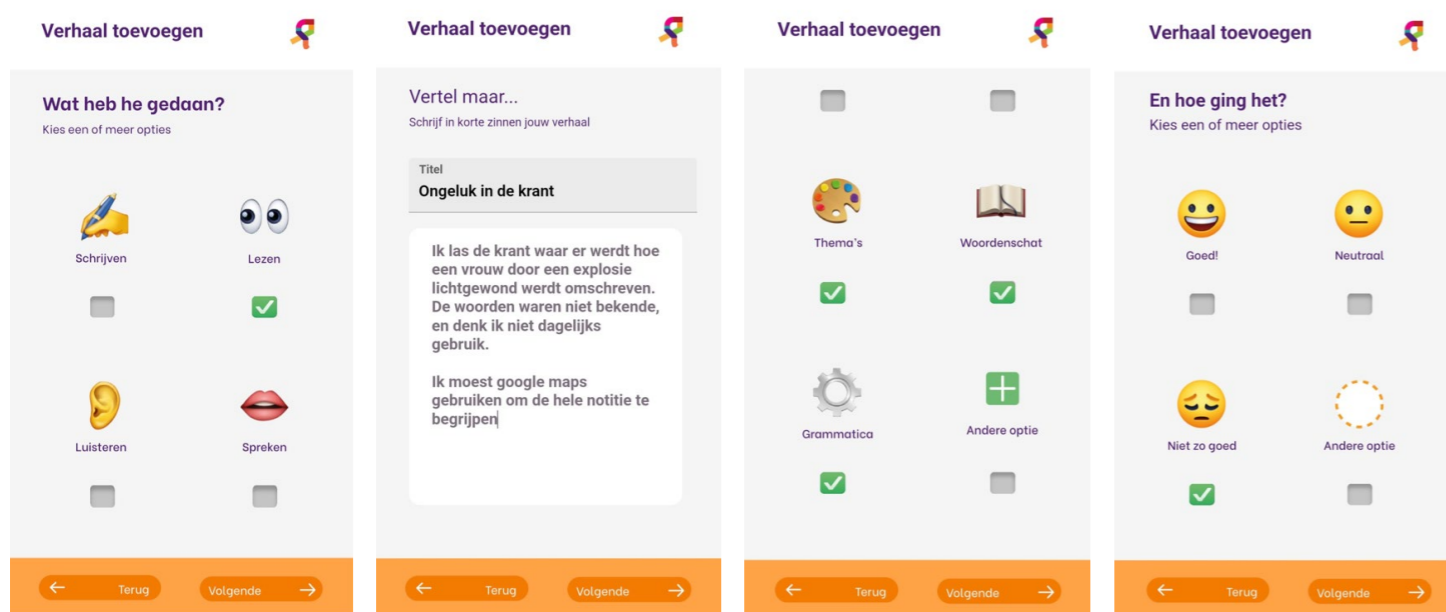 Verhaal toevoegen
Wat heb he gedaan?
Kies een of meer opties
Schrijven
Lezen
Luisteren
Spreken
Terug
Volgende
Verhaal toevoegen
Vertel maar...
Schrijf in korte zinnen jouw verhaal
Titel
Ongeluk in de krant
Ik las de krant waar er werdt hoe
een vrouw door een explosie
lichtgewond werdt omschreven.
De woorden waren niet bekende,
en denk ik niet dagelijks
gebruik.
Ik moest google maps
gebruiken om de hele notitie te
begrijpen
Terug
Volgende
Verhaal toevoegen
Thema's
Woordenschat
Grammatica
Andere optie
Terug
Volgende
Verhaal toevoegen
En hoe ging het?
Kies een of meer opties
Goed!
Neutraal
Niet zo goed
Andere optie
Terug
Volgende